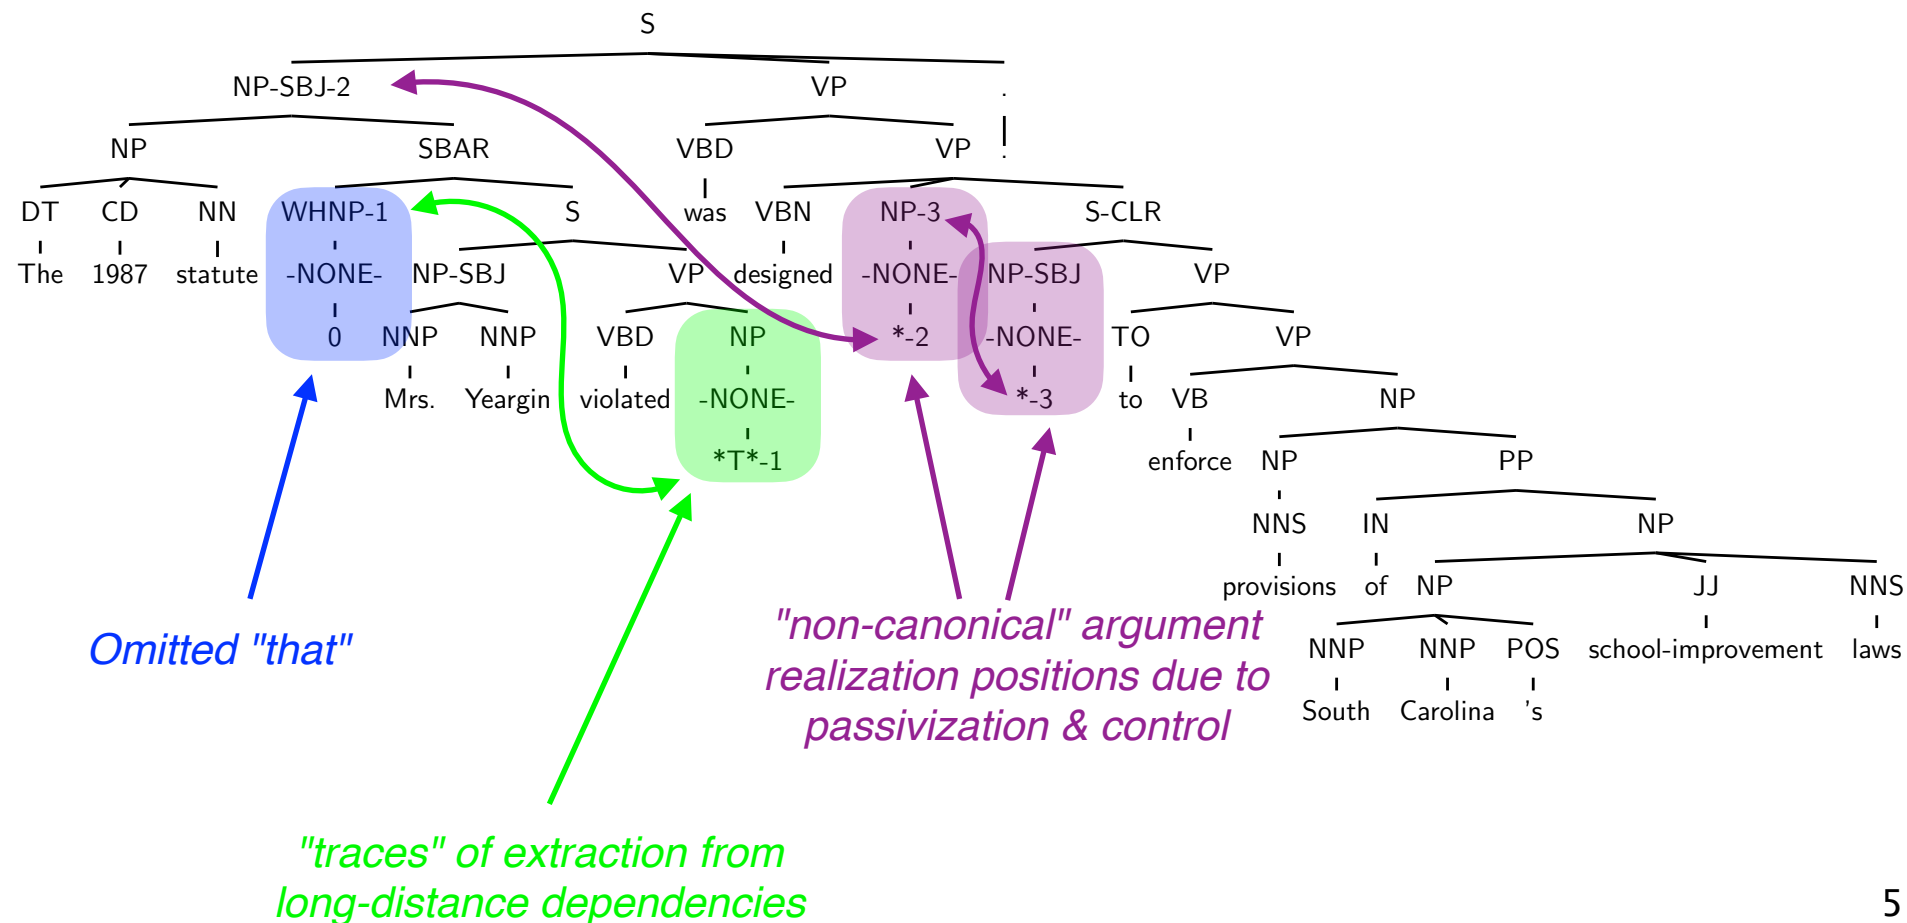 S
NP-SBJ-2 VP .
NP SBAR VBD VP .
DT CD NN WHNP-1 S was VBN NP-3 S-CLR
The 1987 statute -NONE- NP-SBJ VP designed -NONE- NP-SBJ VP
0 NNP NNP VBD NP *-2 -NONE- TO VP
Mrs. Yeargin violated -NONE- *-3 to VB NP
*T*-1 enforce NP PP
NNS IN NP
provisions of NP JJ NNS
NNP NNP POS school-improvement laws
South Carolina 's
Omitted "that"
"non-canonical" argument
realization positions due to
passivization & control
"traces" of extraction from
long-distance dependencies
5